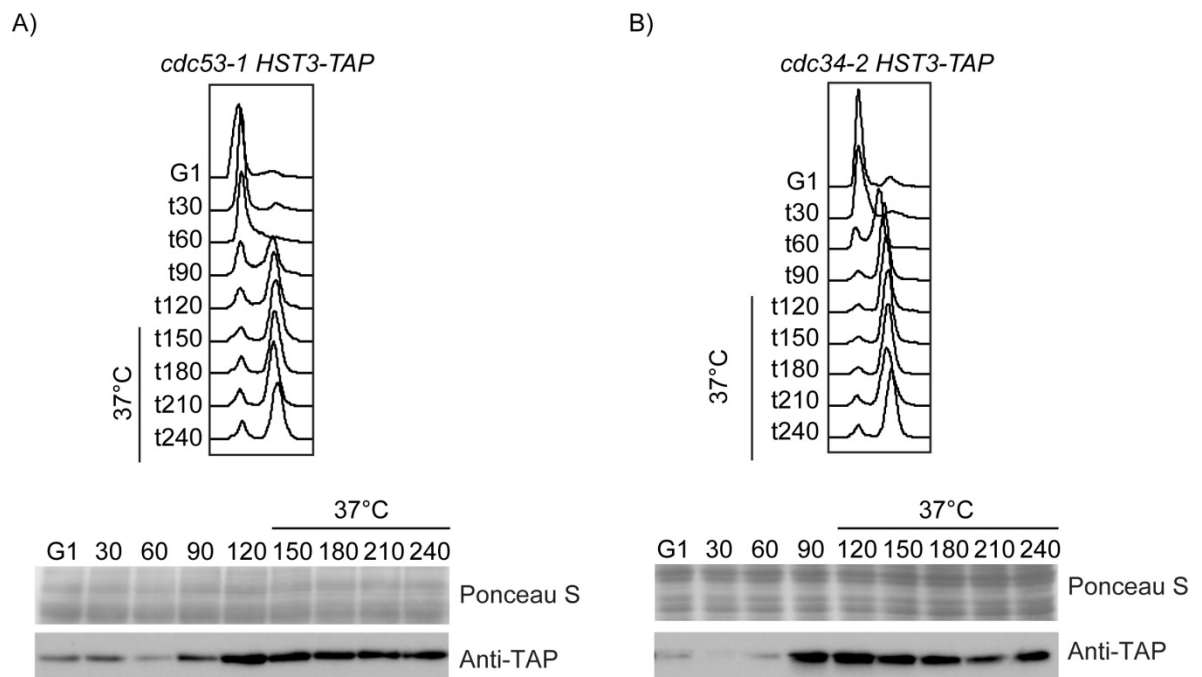 A)
cdc53-1 HST3-TAP
G1
t30
t60
t90
t120
t150
t180
t210
t240
37°C
37°C
G1 30 60 90 120 150 180 210 240
Ponceau S
Anti-TAP
B)
cdc34-2 HST3-TAP
G1
t30
t60
t90
t120
t150
t180
t210
t240
37°C
37°C
G1 30 60 90 120 150 180 210 240
Ponceau S
Anti-TAP